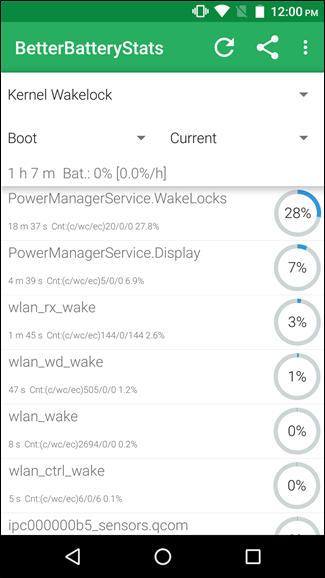 12:00 PM
BetterBatteryStats
Kernel Wakelock
Boot Current
1 h 7 m Bat.: 0% [0.0%/h]
PowerManagerService.WakeLocks
28%
18 m 37 s Cnt:(c/wc/ec)20/0/0 27.8%
PowerManagerService.Display
7%
4 m 39 s Cnt:(c/wc/ec)5/0/0 6.9%
wlan_rx_wake
3%
1 m 45 s Cnt:(c/wc/ec)144/0/144 2.6%
wlan_wd_wake
1%
47 s Cnt:(c/wc/ec)505/0/0 1.2%
wlan_wake
0%
8 s Cnt:(c/wc/ec)2694/0/0 0.2%
wlan_ctrl_wake
0%
5 s Cnt:(c/wc/ec)6/0/6 0.1%
ipc000000b5_sensors.qcom